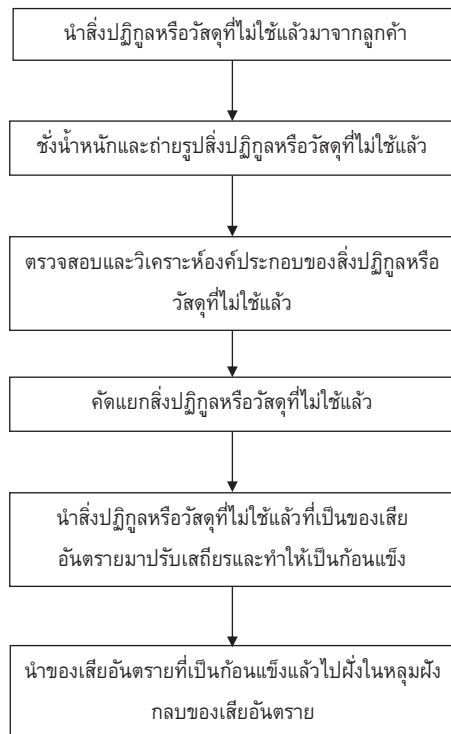 นำสิ่งปฏิกูลหรือวัสดุที่ไม่ใช้แล้วมาจากลูกค้า
ชั่งน้ำหนักและถ่ายรูปสิ่งปฏิกูลหรือวัสดุที่ไม่ใช้แล้ว
ตรวจสอบและวิเคราะห์องค์ประกอบของสิ่งปฏิกูลหรือ
วัสดุที่ไม่ใช้แล้ว
คัดแยกสิ่งปฏิกูลหรือวัสดุที่ไม่ใช้แล้ว
นำสิ่งปฏิกูลหรือวัสดุที่ไม่ใช้แล้วที่เป็นของเสีย
อันตรายมาปรับเสถียรและทำให้เป็นก้อนแข็ง
นำของเสียอันตรายที่เป็นก้อนแข็งแล้วไปฝั่งในหลุมฝัง
กลบของเสียอันตราย